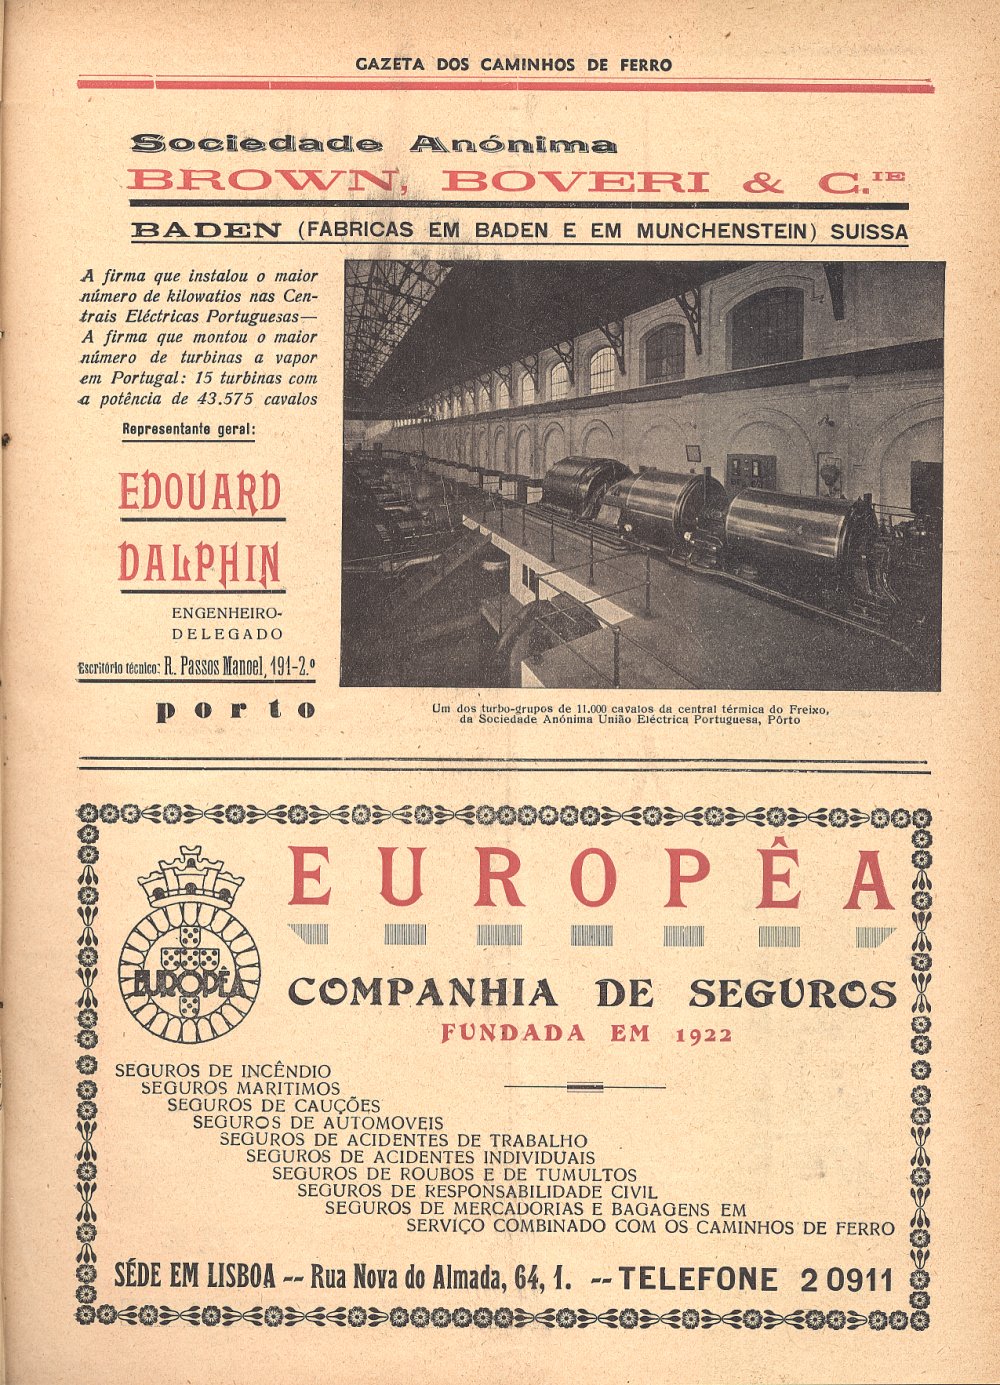 GAZETA DOS CAMINHOS DE FERRO
Sociedade Anónima
BROWN, BOVERI & C.IE
BADEN (FABRICAS EM BADEN E EM MUNCHENSTEIN) SUISSA
A firma que instalou o maior
número de kilowatios nas Cen-
trais Eléctricas Portuguesas—
A firma que montou o maior
número de turbinas a vapor
em Portugal: 15 turbinas com
a potência de 43.575 cavalos
Representante geral:
EDOUARD
DALPHIN
ENGENHEIRO-
DELEGADO
Escritório técnico: R. Passos Manoel, 191-2.º
porto
Um dos turbo-grupos de 11.000 cavalos da central térmica do Freixo,
da Sociedade Anónima União Eléctrica Portuguesa, Pôrto
EUROPÊA
EUROPÊA
COMPANHIA DE SEGUROS
FUNDADA EM 1922
SEGUROS DE INCÊNDIO
SEGUROS MARITIMOS
SEGUROS DE CAUÇÕES
SEGUROS DE AUTOMOVEIS
SEGUROS DE ACIDENTES DE TRABALHO
SEGUROS DE ACIDENTES INDIVIDUAIS
SEGUROS DE ROUBOS E DE TUMULTOS
SEGUROS DE RESPONSABILIDADE CIVIL
SEGUROS DE MERCADORIAS E BAGAGENS EM
SERVIÇO COMBINADO COM OS CAMINHOS DE FERRO
SÉDE EM LISBOA -- Rua Nova do Almada, 64, 1. -- TELEFONE 2 0911